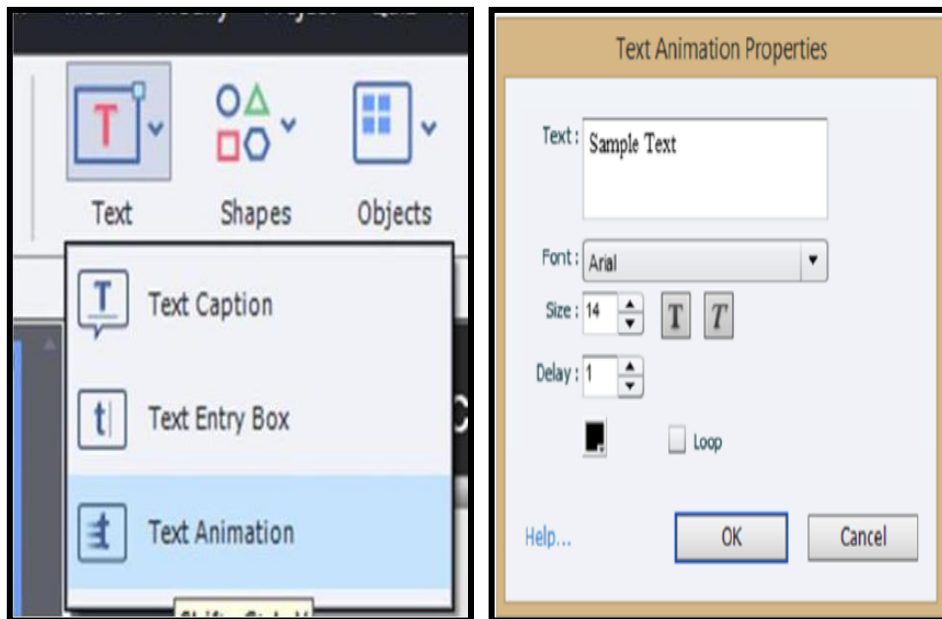 Text
Shapes
Objects
Text Caption
Text Entry Box
Text Animation
Text Animation Properties
Text : Sample Text
Font : Arial
Size : 14 T T
Delay : 1
Loop
Help...
OK
Cancel